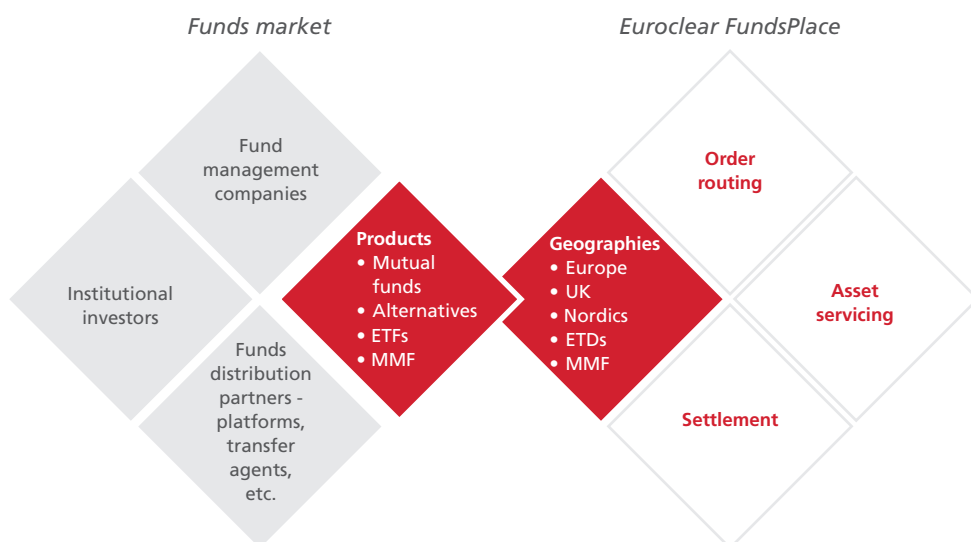 Funds market
Euroclear FundsPlace
Fund
management
companies
Institutional
investors
Funds
distribution
partners -
platforms,
transfer
agents,
etc.
Products
• Mutual
funds
• Alternatives
• ETFs
• MMF
Geographies
• Europe
• UK
• Nordics
• ETDs
• MMF
Order
routing
Asset
servicing
Settlement